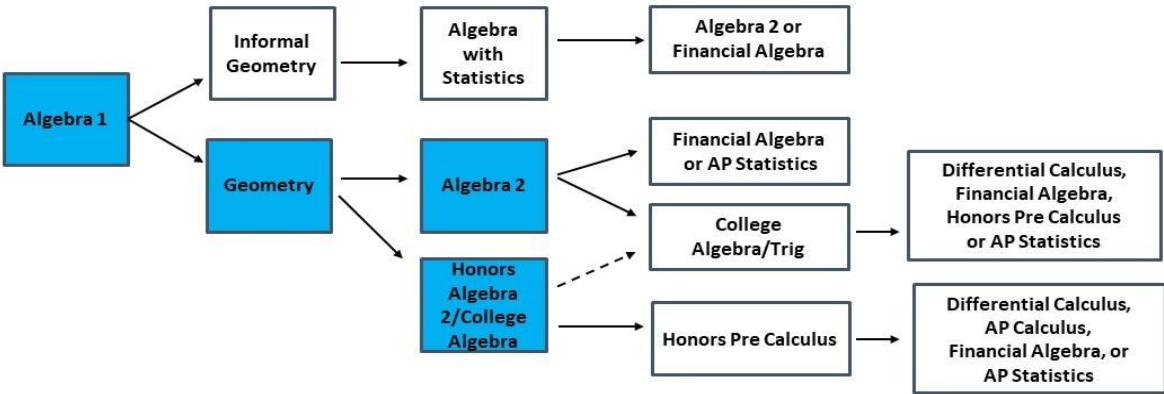 Algebra 1
Informal
Geometry
Algebra
with
Statistics
Algebra 2 or
Financial Algebra
Geometry
Algebra 2
Financial Algebra
or AP Statistics
College
Algebra/Trig
Differential Calculus,
Financial Algebra,
Honors Pre Calculus
or AP Statistics
Honors
Algebra
2/College
Algebra
Honors Pre Calculus
Differential Calculus,
AP Calculus,
Financial Algebra, or
AP Statistics